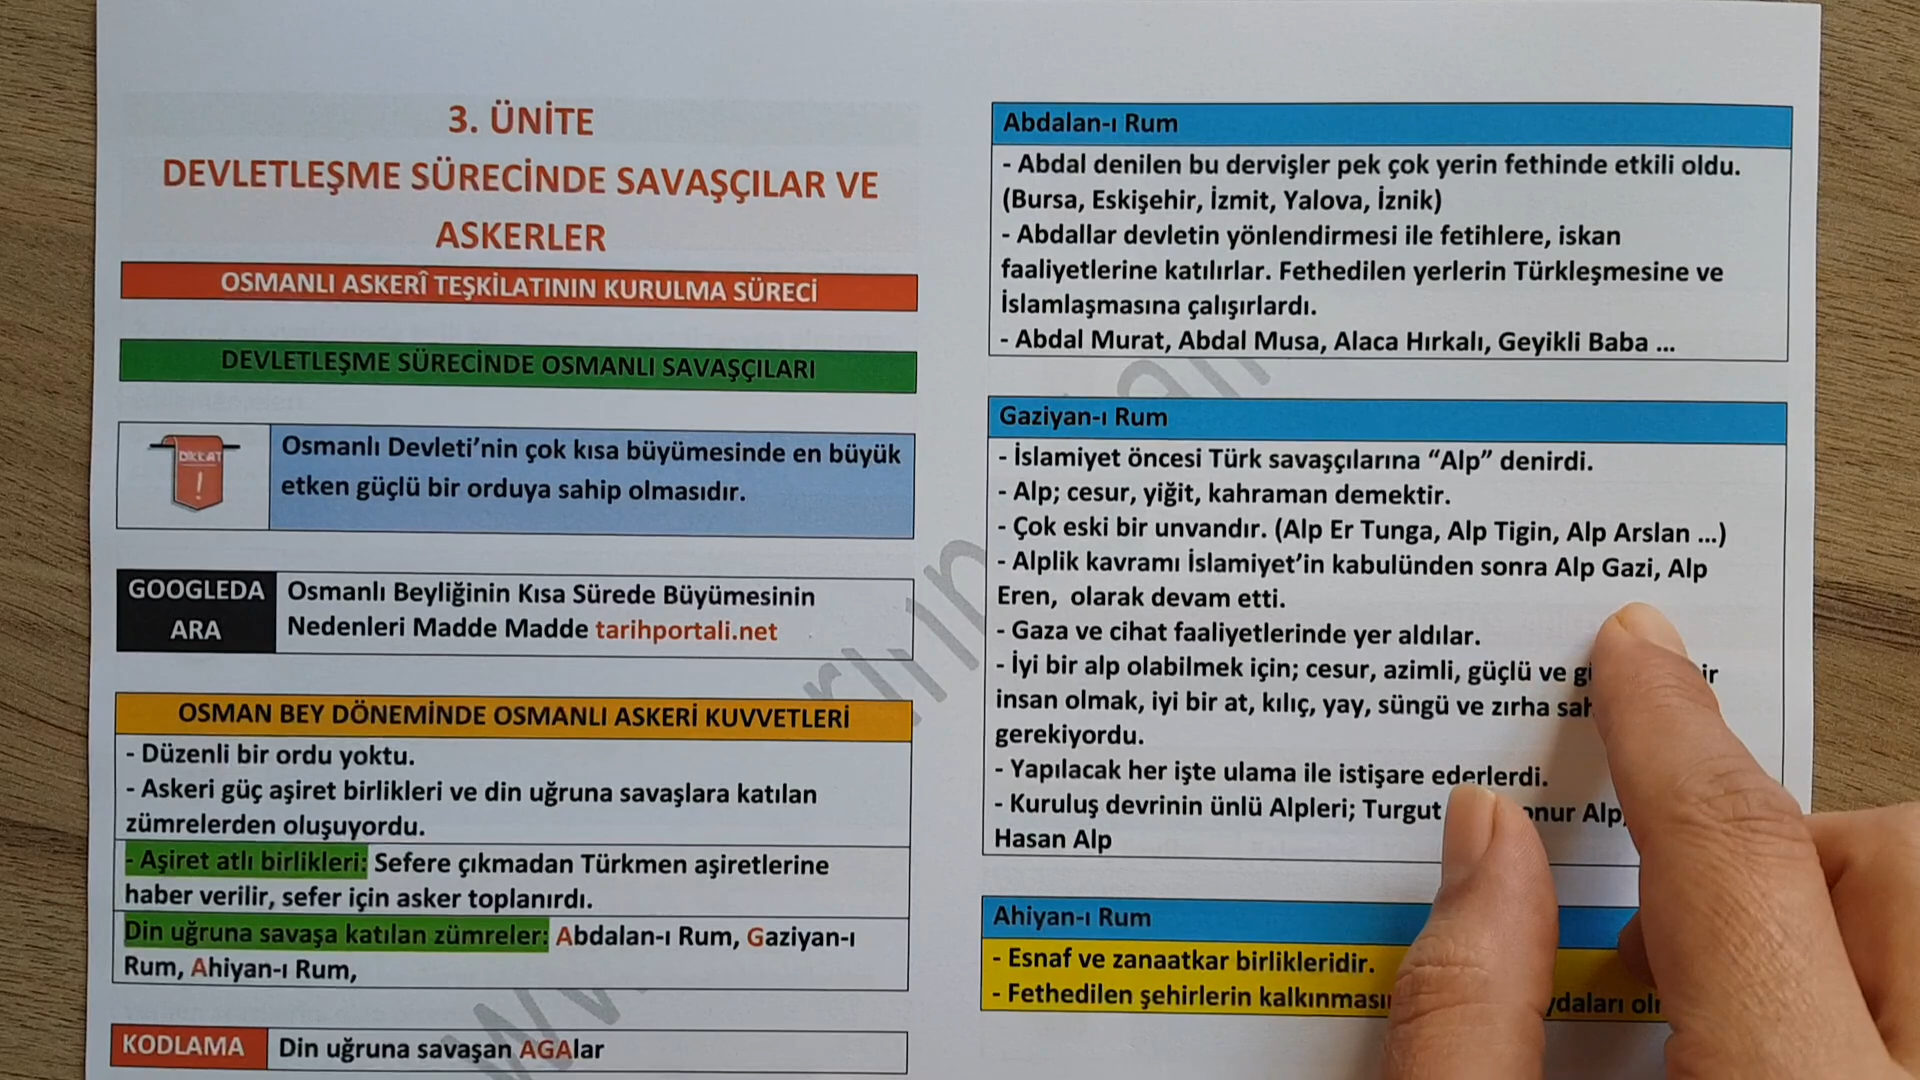 3. ÜNİTE
DEVLETLEŞME SÜRECİNDE SAVAŞÇILAR VE
ASKERLER
OSMANLI ASKERÎ TEŞKİLATININ KURULMA SÜRECİ
DEVLETLEŞME SÜRECİNDE OSMANLI SAVAŞÇILARI
DİKKAT
!
Osmanlı Devleti’nin çok kısa büyümesinde en büyük
etken güçlü bir orduya sahip olmasıdır.
GOOGLEDA
ARA
Osmanlı Beyliğinin Kısa Sürede Büyümesinin
Nedenleri Madde Madde tarihportali.net
OSMAN BEY DÖNEMİNDE OSMANLI ASKERİ KUVVETLERİ
- Düzenli bir ordu yoktu.
- Askeri güç aşiret birlikleri ve din uğruna savaşlara katılan
zümrelerden oluşuyordu.
- Aşiret atlı birlikleri: Sefere çıkmadan Türkmen aşiretlerine
haber verilir, sefer için asker toplanırdı.
Din uğruna savaşa katılan zümreler: Abdalan-ı Rum, Gaziyan-ı
Rum, Ahiyan-ı Rum,
KODLAMA
Din uğruna savaşan AGAlar
Abdalan-ı Rum
- Abdal denilen bu dervişler pek çok yerin fethinde etkili oldu.
(Bursa, Eskişehir, İzmit, Yalova, İznik)
- Abdallar devletin yönlendirmesi ile fetihlere, iskan
faaliyetlerine katılırlar. Fethedilen yerlerin Türkleşmesine ve
İslamlaşmasına çalışırlardı.
- Abdal Murat, Abdal Musa, Alaca Hırkalı, Geyikli Baba ...
Gaziyan-ı Rum
- İslamiyet öncesi Türk savaşçılarına “Alp” denirdi.
- Alp; cesur, yiğit, kahraman demektir.
- Çok eski bir unvandır. (Alp Er Tunga, Alp Tigin, Alp Arslan ...)
- Alplik kavramı İslamiyet’in kabulünden sonra Alp Gazi, Alp
Eren, olarak devam etti.
- Gaza ve cihat faaliyetlerinde yer aldılar.
- İyi bir alp olabilmek için; cesur, azimli, güçlü ve
insan olmak, iyi bir at, kılıç, yay, süngü ve zırha
gerekiyordu.
- Yapılacak her işte ulama ile istişare ederlerdi.
- Kuruluş devrinin ünlü Alpleri; Turgut Alp,
Hasan Alp
Ahiyan-ı Rum
- Esnaf ve zanaatkar birlikleridir.
- Fethedilen şehirlerin